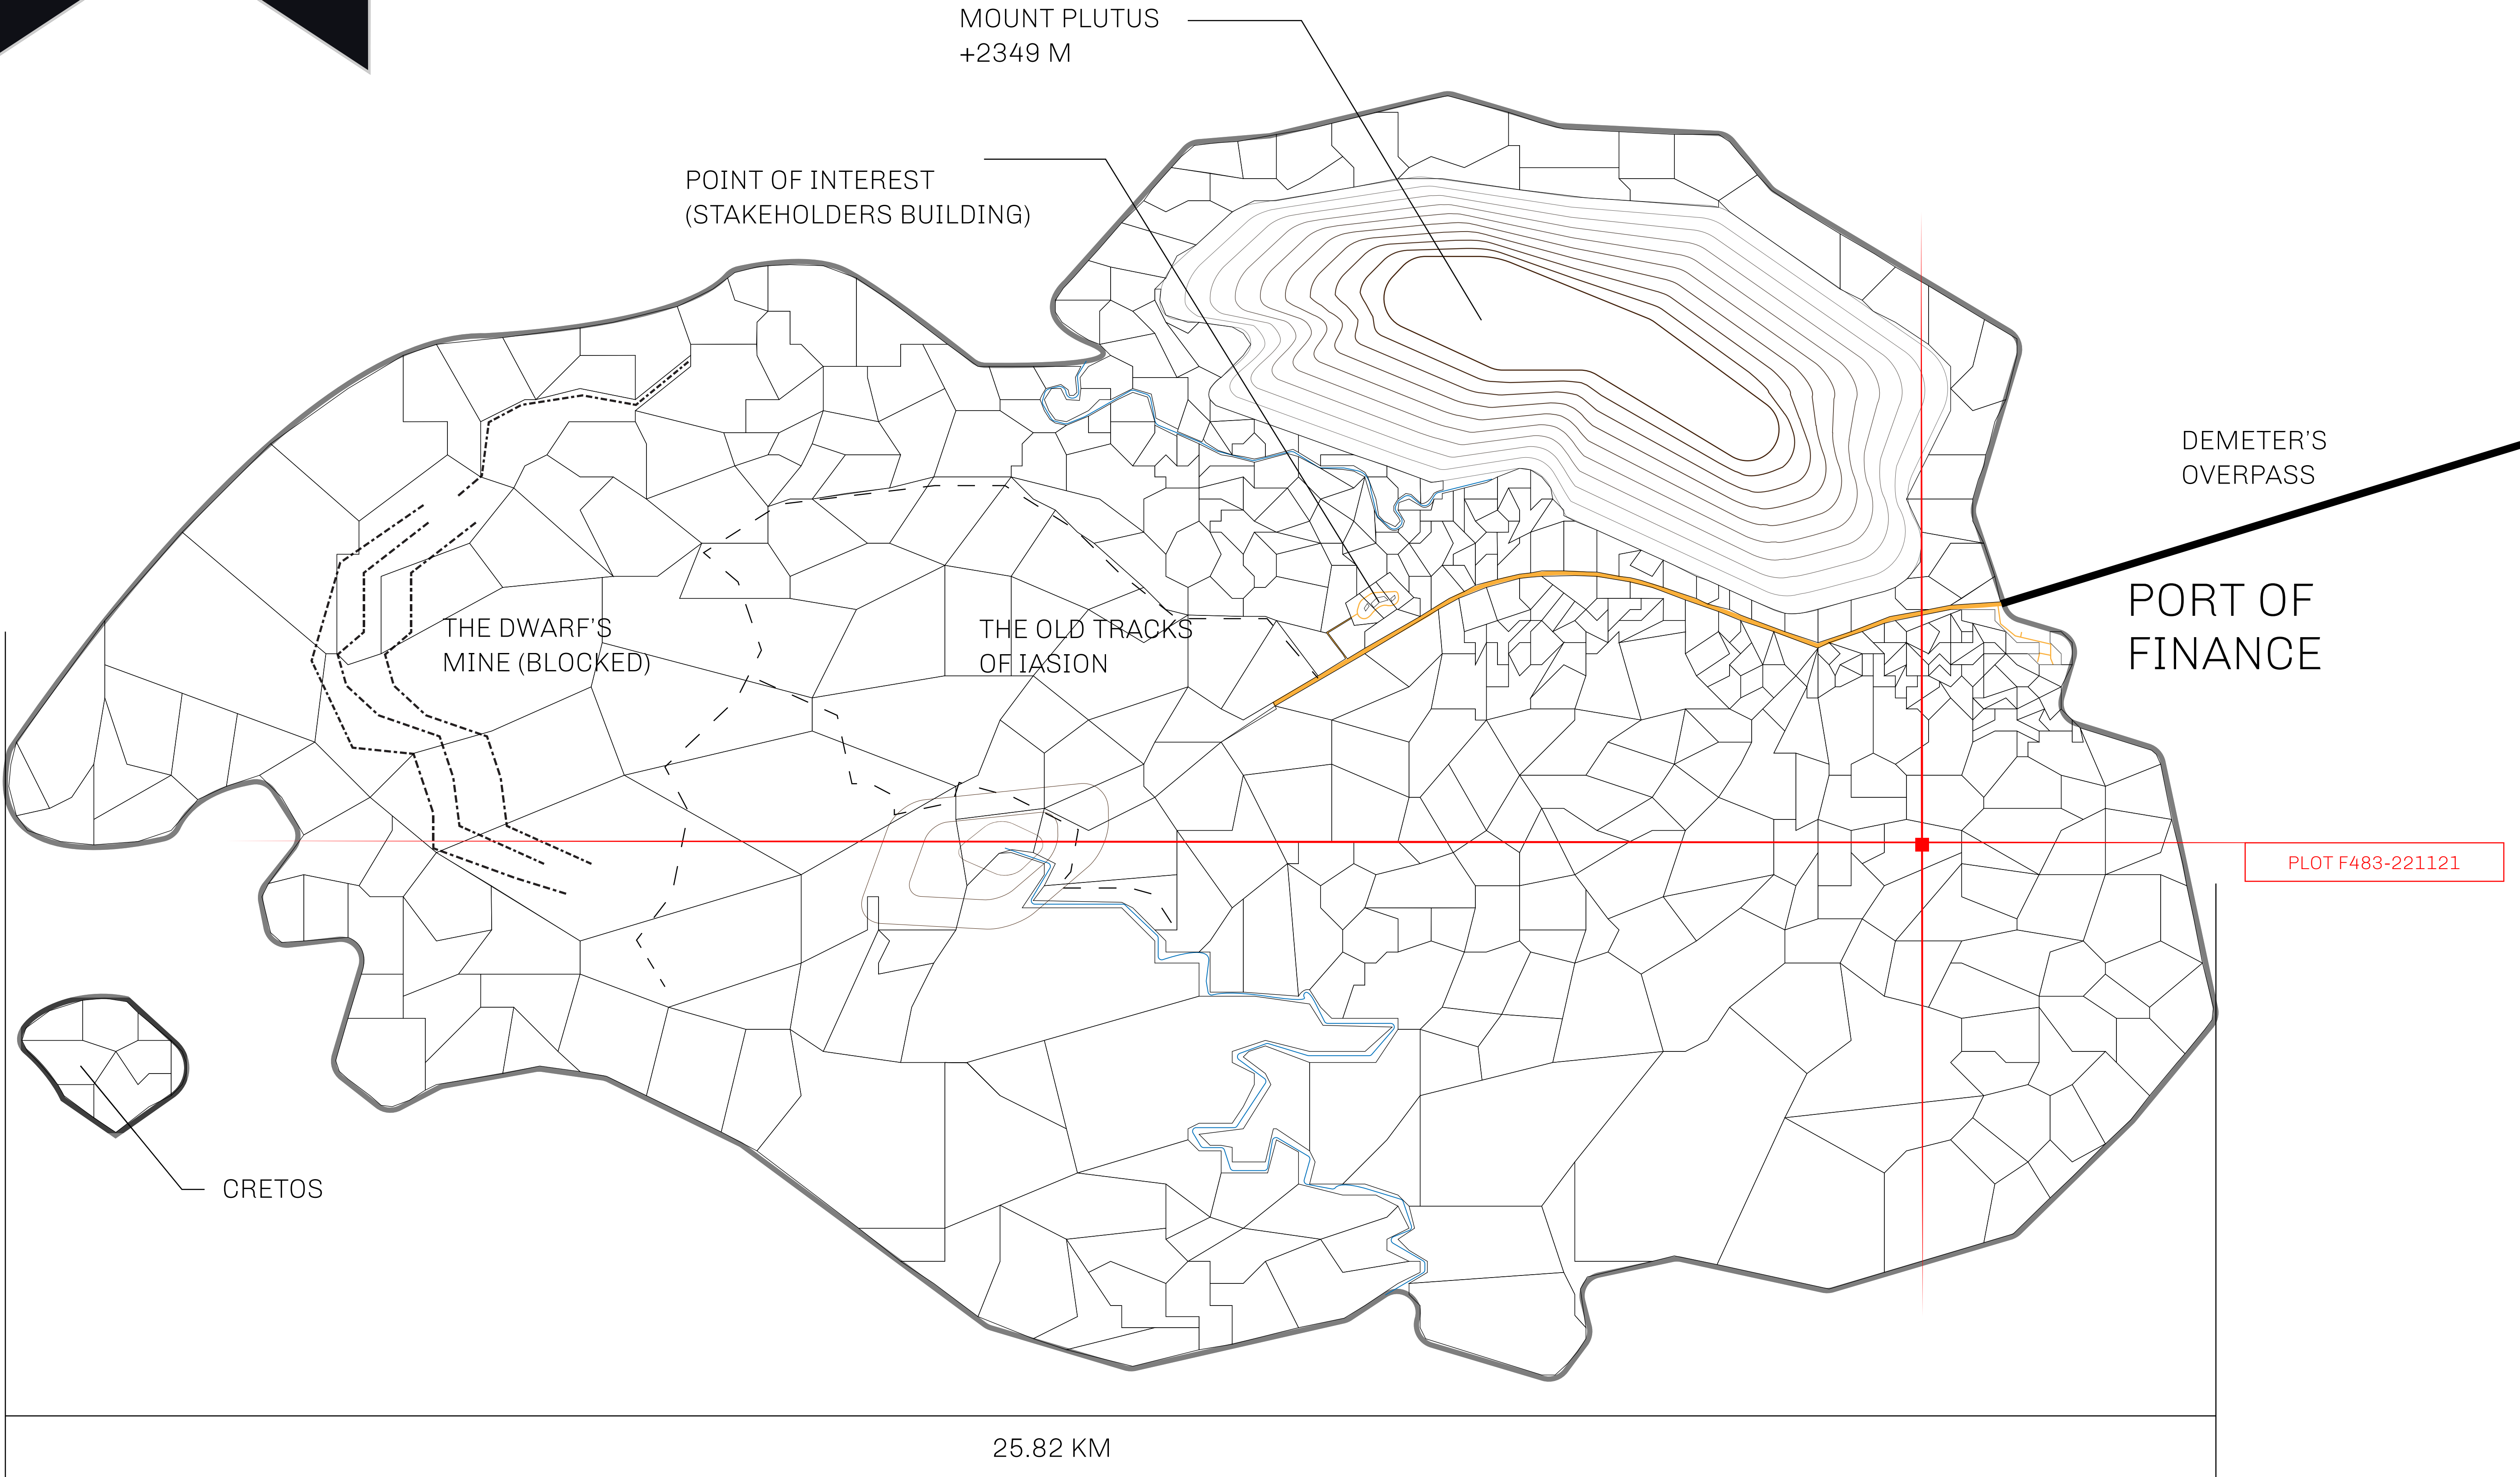 MOUNT PLUTUS
+2349 M
POINT OF INTEREST
(STAKEHOLDERS BUILDING)
DEMETER'S
OVERPASS
PORT OF
FINANCE
THE DWARF'S
MINE (BLOCKED)
THE OLD TRACKS
OF IASION
PLOT F483-221121
CRETOS
25.82 KM